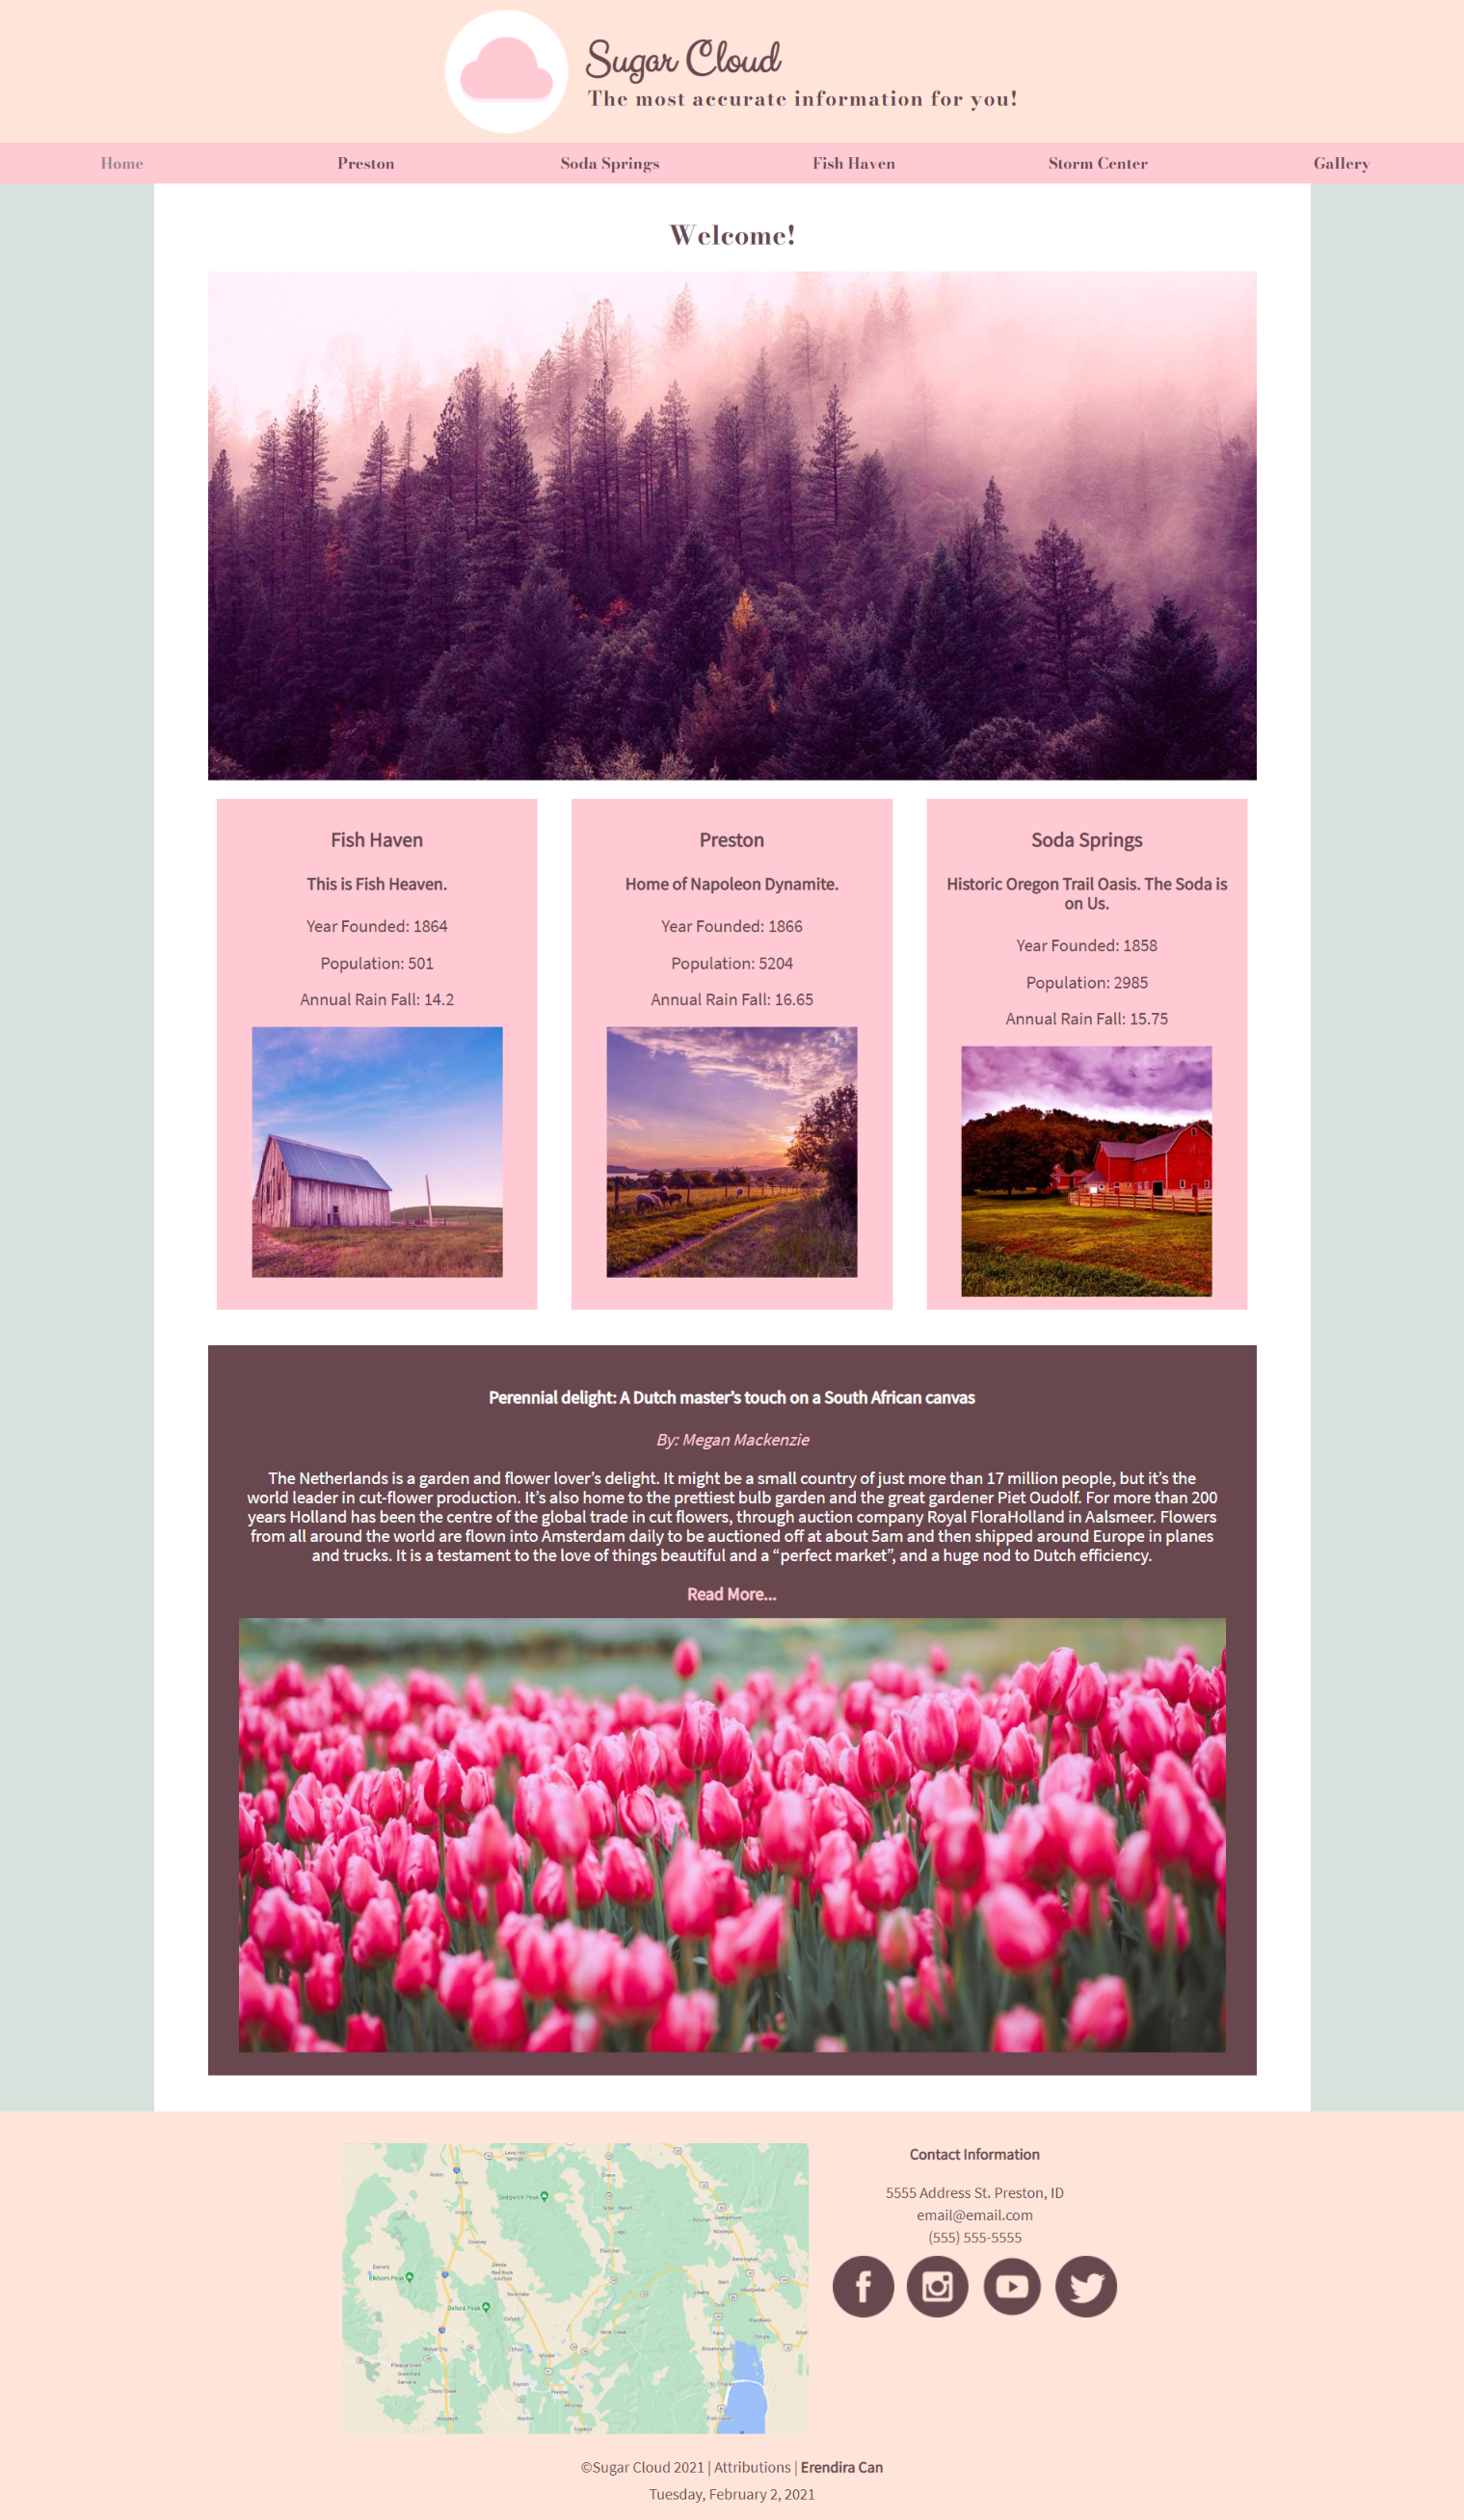 Sugar Cloud
The most accurate information for you!
Home Preston Soda Springs Fish Haven Storm Center Gallery
Welcome!
Fish Haven
This is Fish Heaven.
Year Founded: 1864
Population: 501
Annual Rain Fall: 14.2
Preston
Home of Napoleon Dynamite.
Year Founded: 1866
Population: 5204
Annual Rain Fall: 16.65
Soda Springs
Historic Oregon Trail Oasis. The Soda is
on Us.
Year Founded: 1858
Population: 2985
Annual Rain Fall: 15.75
Perennial delight: A Dutch master’s touch on a South African canvas
By: Megan Mackenzie
The Netherlands is a garden and flower lover’s delight. It might be a small country of just more than 17 million people, but it’s the
world leader in cut-flower production. It’s also home to the prettiest bulb garden and the great gardener Piet Oudolf. For more than 200
years Holland has been the centre of the global trade in cut flowers, through auction company Royal FloraHolland in Aalsmeer. Flowers
from all around the world are flown into Amsterdam daily to be auctioned off at about 5am and then shipped around Europe in planes
and trucks. It is a testament to the love of things beautiful and a “perfect market”, and a huge nod to Dutch efficiency.
Read More...
Sedgwick Peak
Elkhorn Peak
Oxford Peak
Contact Information
5555 Address St. Preston, ID
email@email.com
(555) 555-5555
©Sugar Cloud 2021 | Attributions | Erendira Can
Tuesday, February 2, 2021